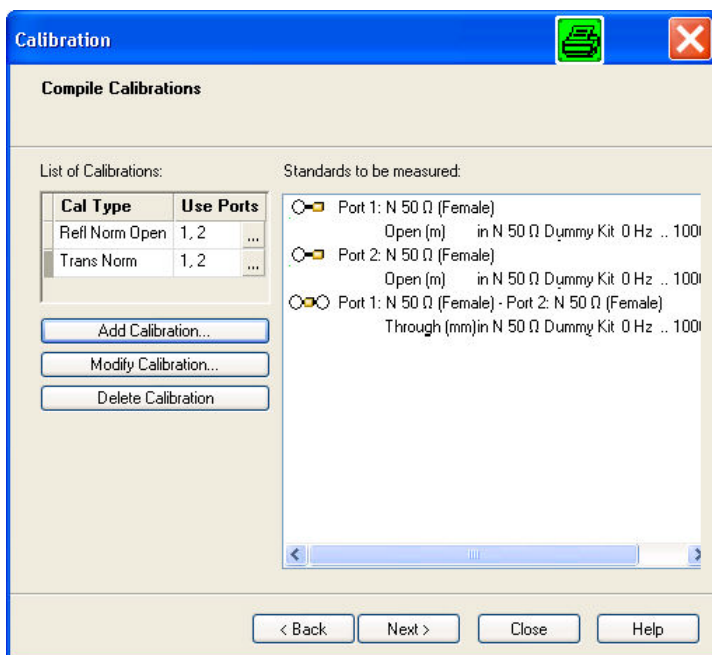 Calibration
Compile Calibrations
List of Calibrations:
Cal Type Use Ports
Refl Norm Open 1, 2 ...
Trans Norm 1, 2 ...
Add Calibration...
Modify Calibration...
Delete Calibration
Standards to be measured:
Port 1: N 50 Ω (Female)
Open (m) in N 50 Ω Dummy Kit 0 Hz .. 100
Port 2: N 50 Ω (Female)
Open (m) in N 50 Ω Dummy Kit 0 Hz .. 100
Port 1: N 50 Ω (Female) - Port 2: N 50 Ω (Female)
Through (mm)in N 50 Ω Dummy Kit 0 Hz .. 100
< Back Next > Close Help